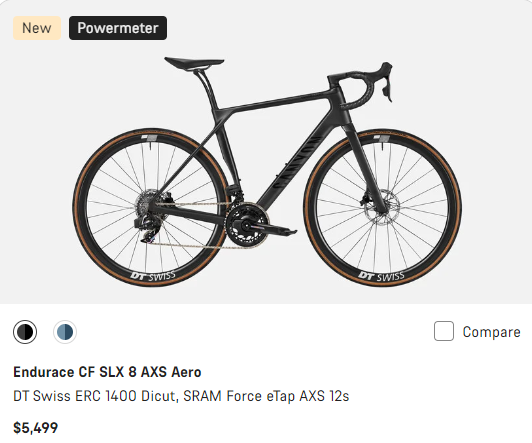 New
Powermeter
CANYON
DT SWISS
DT SWISS
Compare
Endurace CF SLX 8 AXS Aero
DT Swiss ERC 1400 Dicut, SRAM Force eTap AXS 12s
$5,499